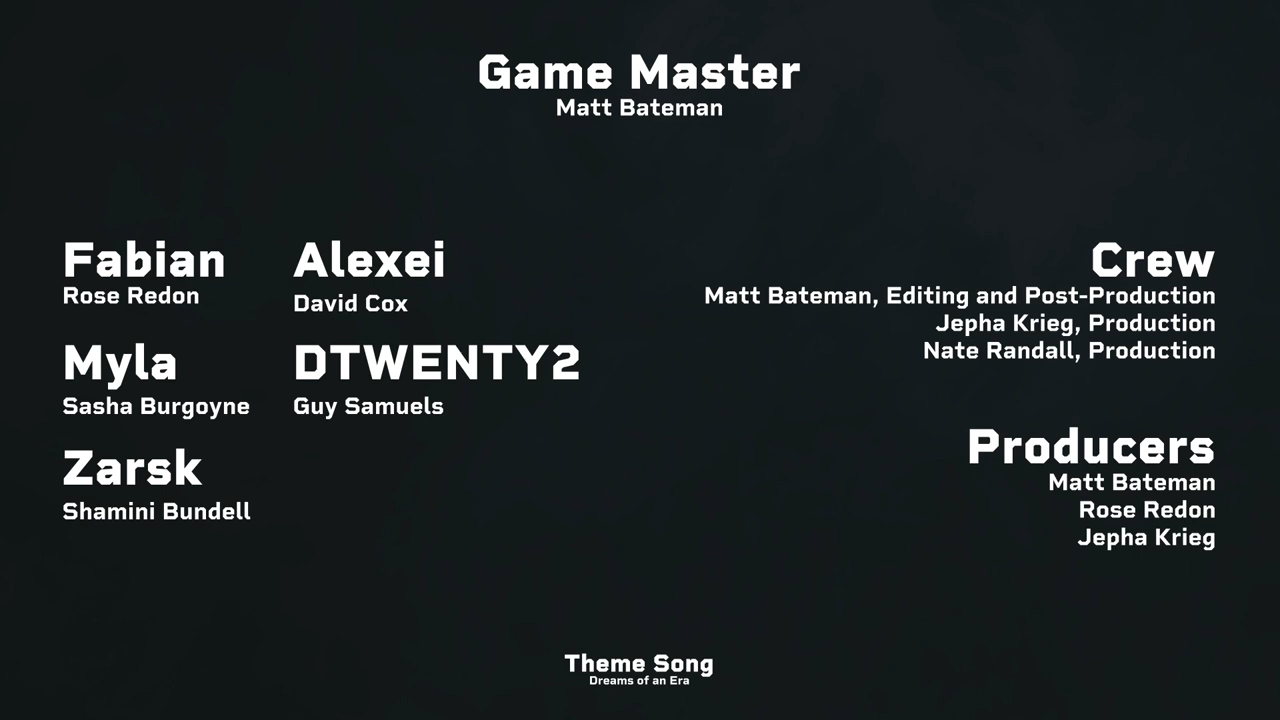 Game Master
Matt Bateman
Fabian
Rose Redon
Alexei
David Cox
Myla
Sasha Burgoyne
DTWENTY2
Guy Samuels
Zarsk
Shamini Bundell
Crew
Matt Bateman, Editing and Post-Production
Jepha Krieg, Production
Nate Randall, Production
Producers
Matt Bateman
Rose Redon
Jepha Krieg
Theme Song
Dreams of an Era